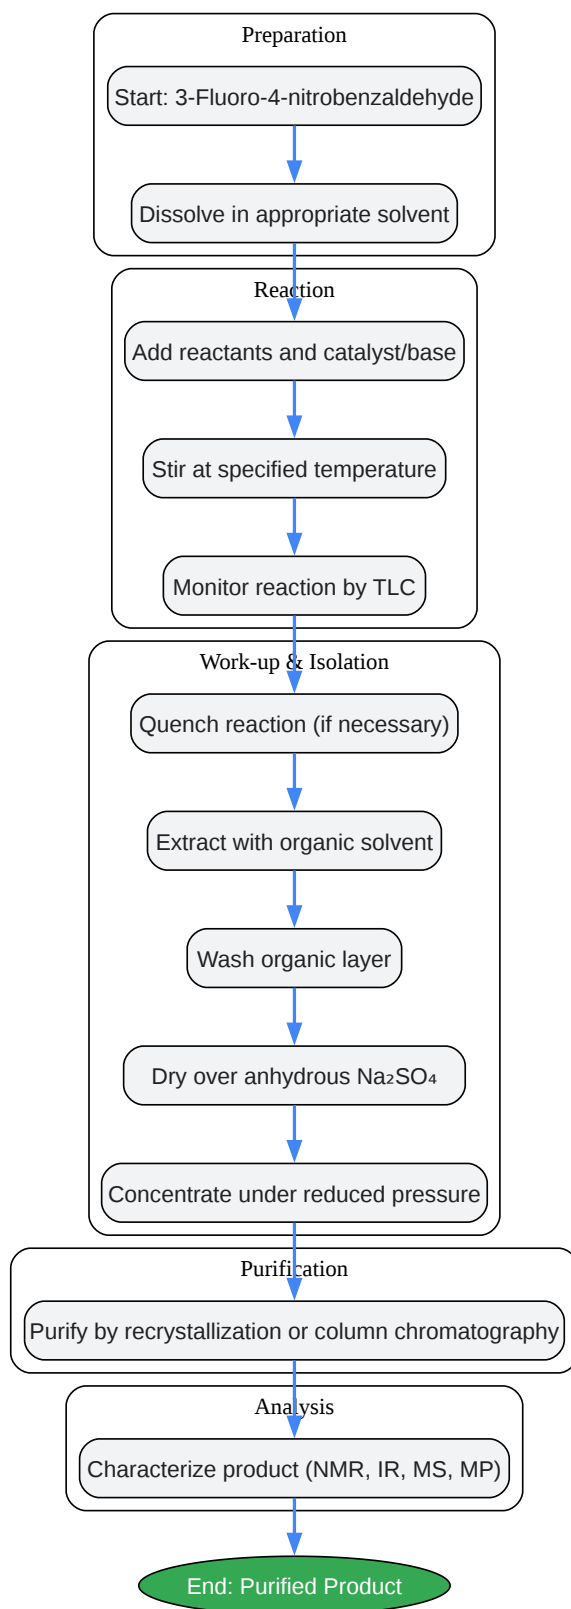 Preparation
Start: 3-Fluoro-4-nitrobenzaldehyde
Dissolve in appropriate solvent
Reaction
Add reactants and catalyst/base
Stir at specified temperature
Monitor reaction by TLC
Work-up & Isolation
Quench reaction (if necessary)
Extract with organic solvent
Wash organic layer
Dry over anhydrous Na₂SO₄
Concentrate under reduced pressure
Purification
Purify by recrystallization or column chromatography
Analysis
Characterize product (NMR, IR, MS, MP)
End: Purified Product